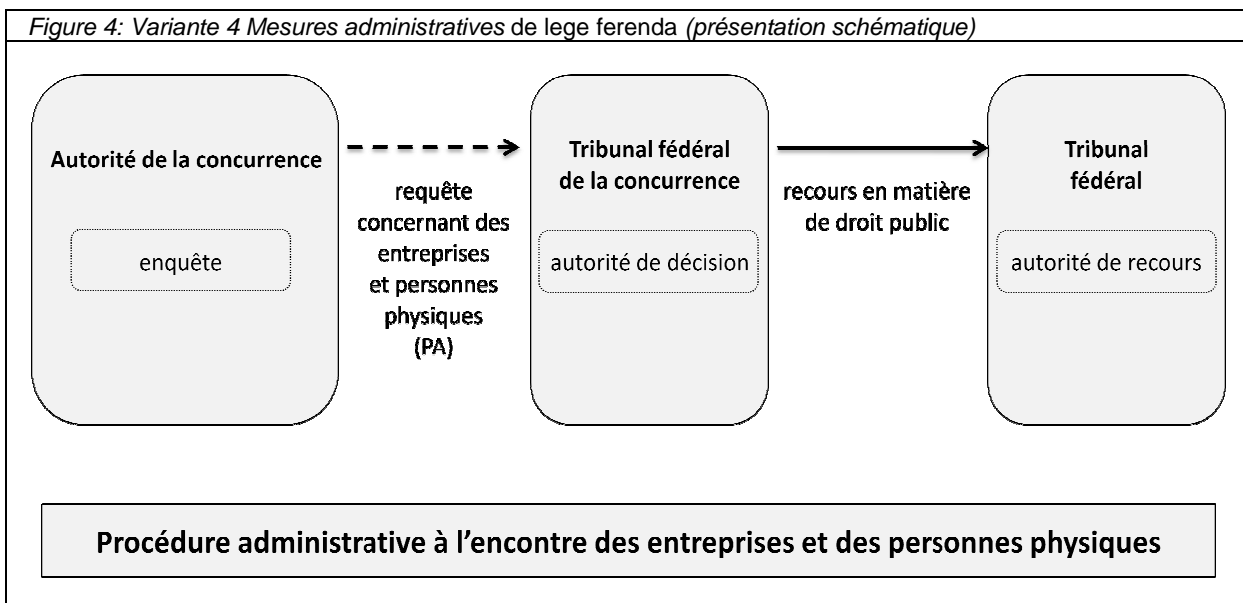 Figure 4: Variante 4 Mesures administratives de lege ferenda (présentation schématique)
Autorité de la concurrence
enquête
requête
concernant des
entreprises
et personnes
physiques
(PA)
Tribunal fédéral
de la concurrence
autorité de décision
recours en matière
de droit public
Tribunal
fédéral
autorité de recours
Procédure administrative à l'encontre des entreprises et des personnes physiques